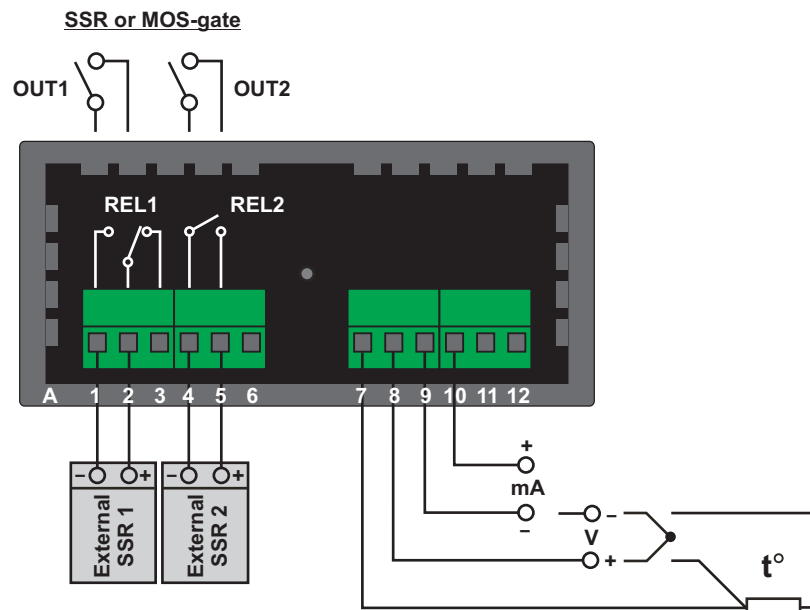 SSR or MOS-gate
OUT1
OUT2
REL1
REL2
A 1 2 3 4 5 6 7 8 9 10 11 12
- +
- +
External
SSR 1
External
SSR 2
+
mA
-
-
V
+
t°